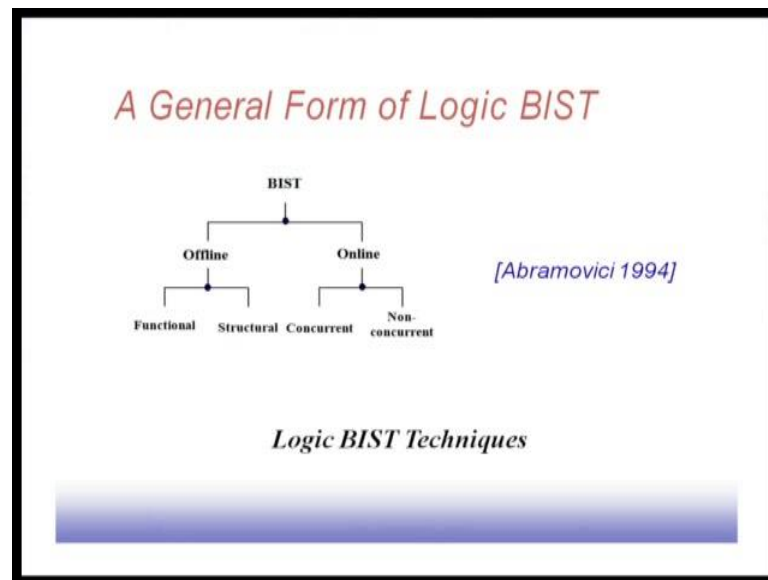 A General Form of Logic BIST
BIST
Offline
Online
[Abramovici 1994]
Functional
Structural
Concurrent
Non-
concurrent
Logic BIST Techniques